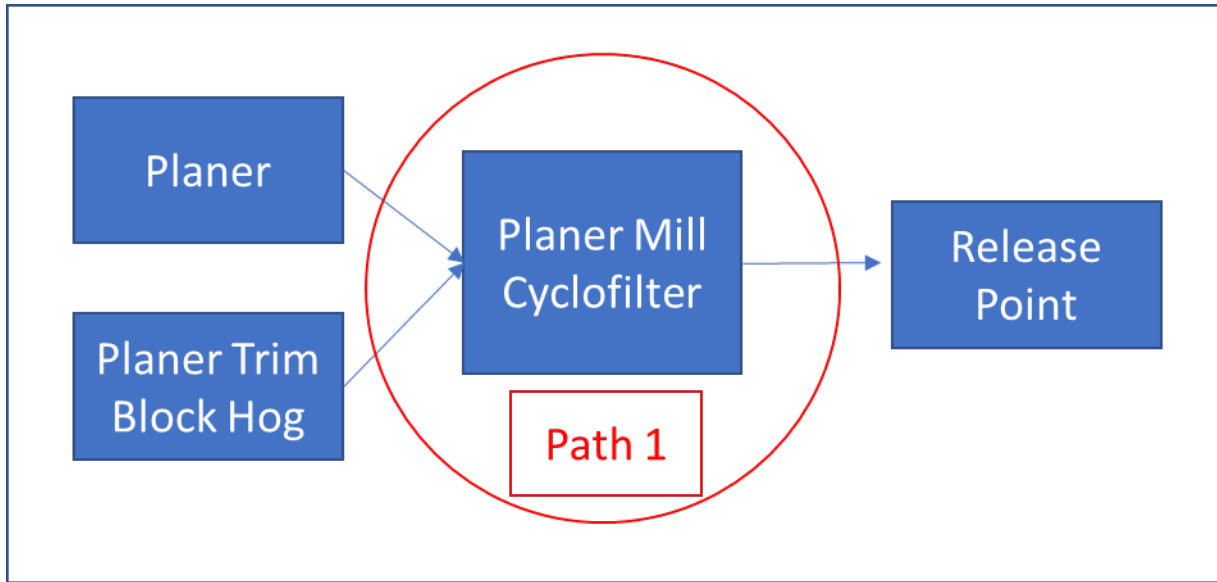 Planer
Planer Trim
Block Hog
Planer Mill
Cyclofilter
Path 1
Release
Point